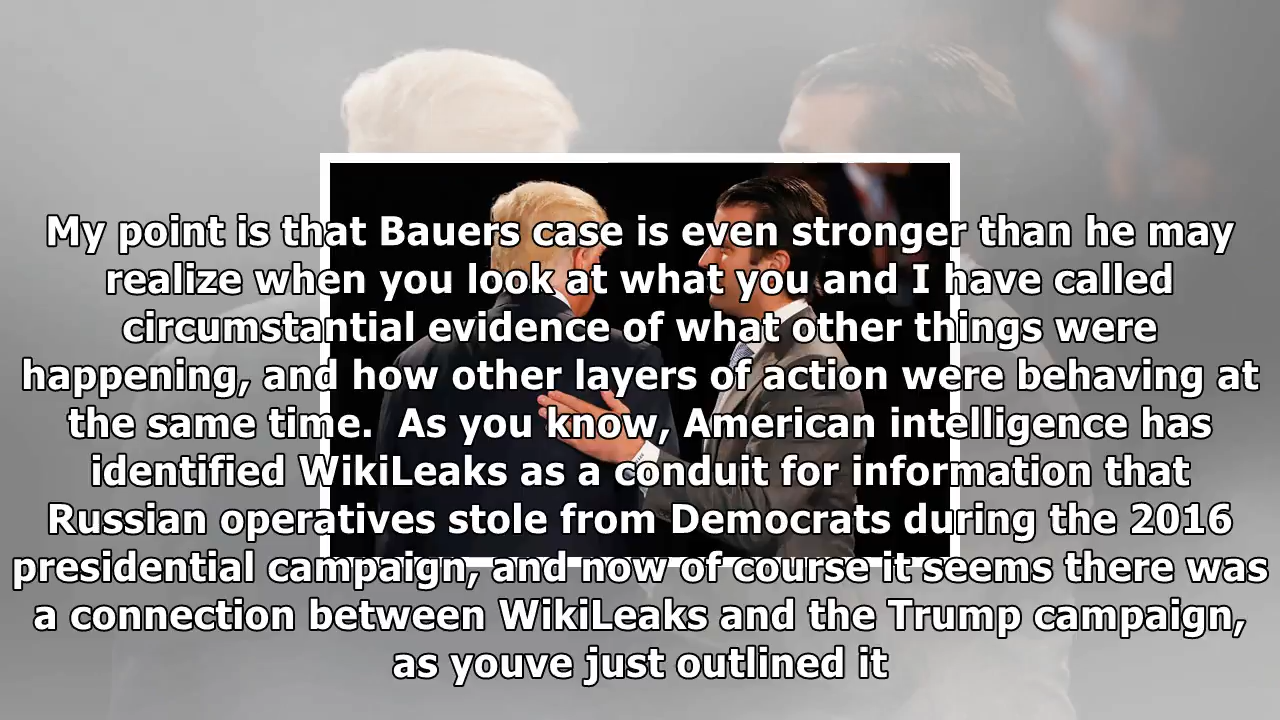 My point is that Bauers case is even stronger than he may
realize when you look at what you and I have called
circumstantial evidence of what other things were
happening, and how other layers of action were behaving at
the same time.  As you know, American intelligence has
identified WikiLeaks as a conduit for information that
Russian operatives stole from Democrats during the 2016
presidential campaign, and now of course it seems there was
a connection between WikiLeaks and the Trump campaign,
as youve just outlined it